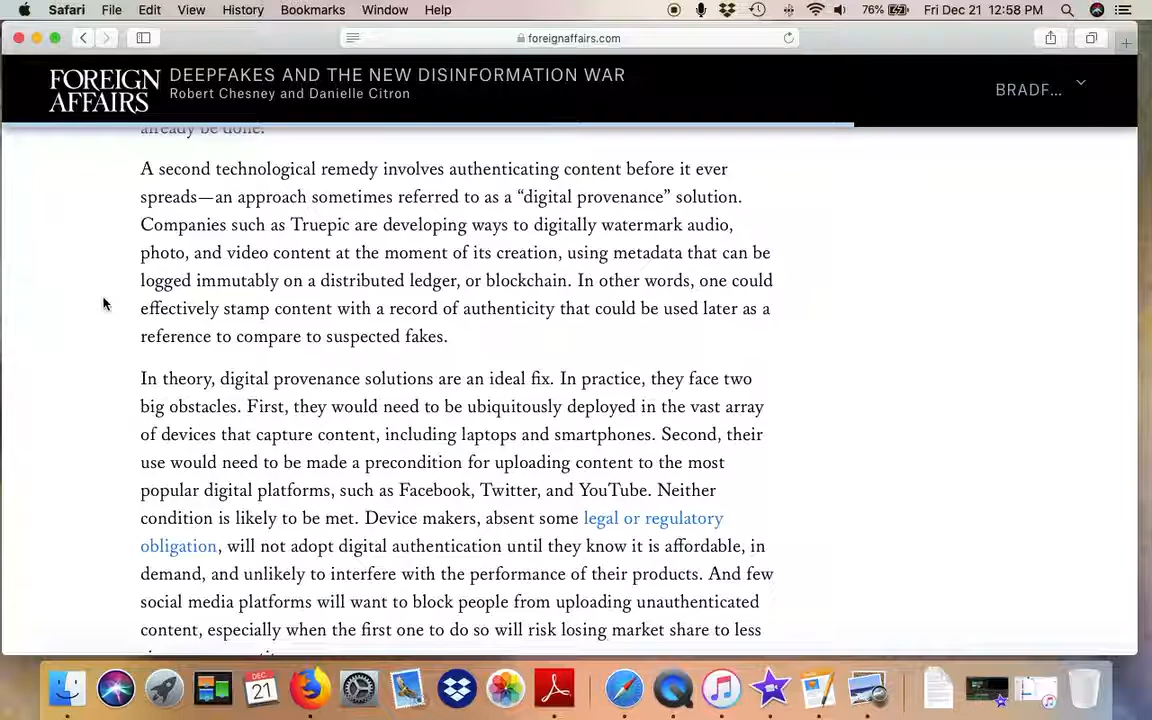 Safari File Edit View History Bookmarks Window Help 76% Fri Dec 21 12:58 PM
foreignaffairs.com
FOREIGN AFFAIRS
DEEPFAKES AND THE NEW DISINFORMATION WAR
Robert Chesney and Danielle Citron
BRADF...
already be done.
A second technological remedy involves authenticating content before it ever
spreads—an approach sometimes referred to as a “digital provenance” solution.
Companies such as Truepic are developing ways to digitally watermark audio,
photo, and video content at the moment of its creation, using metadata that can be
logged immutably on a distributed ledger, or blockchain. In other words, one could
effectively stamp content with a record of authenticity that could be used later as a
reference to compare to suspected fakes.
In theory, digital provenance solutions are an ideal fix. In practice, they face two
big obstacles. First, they would need to be ubiquitously deployed in the vast array
of devices that capture content, including laptops and smartphones. Second, their
use would need to be made a precondition for uploading content to the most
popular digital platforms, such as Facebook, Twitter, and YouTube. Neither
condition is likely to be met. Device makers, absent some legal or regulatory
obligation, will not adopt digital authentication until they know it is affordable, in
demand, and unlikely to interfere with the performance of their products. And few
social media platforms will want to block people from uploading unauthenticated
content, especially when the first one to do so will risk losing market share to less
DEC
21